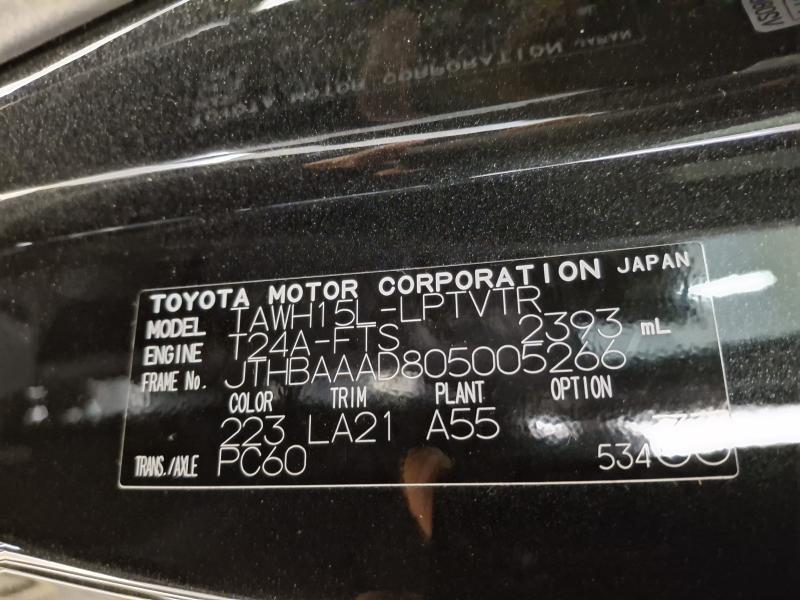 TOYOTA MOTOR CORPORATION JAPAN
MODEL TAWH15L-LPTVTR
ENGINE T24A-FTS 2393 mL
FRAME No. JTHBAAAD805005266
COLOR TRIM PLANT OPTION
223 LA21 A55
TRANS./AXLE PC60